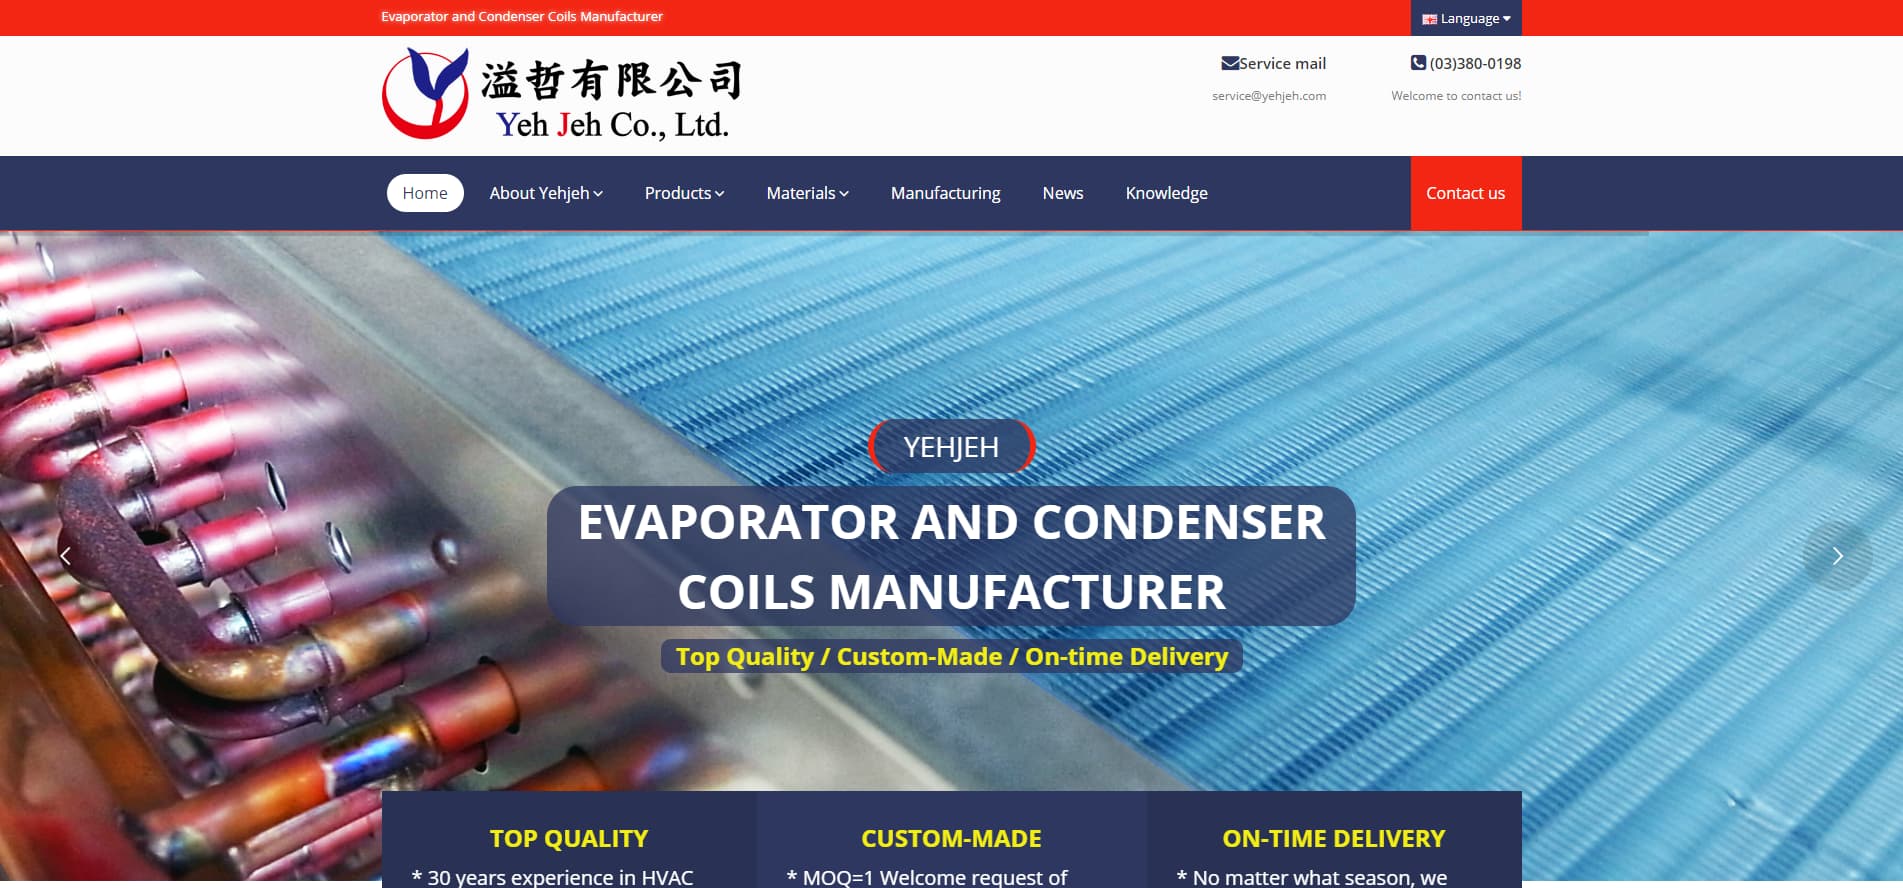 Evaporator and Condenser Coils Manufacturer
Language
溢哲有限公司
Yeh Jeh Co., Ltd.
Service mail
service@yehjeh.com
(03)380-0198
Welcome to contact us!
Home
About Yehjeh
Products
Materials
Manufacturing
News
Knowledge
Contact us
YEHJEH
EVAPORATOR AND CONDENSER
COILS MANUFACTURER
Top Quality / Custom-Made / On-time Delivery
TOP QUALITY
* 30 years experience in HVAC
CUSTOM-MADE
* MOQ=1 Welcome request of
ON-TIME DELIVERY
* No matter what season, we